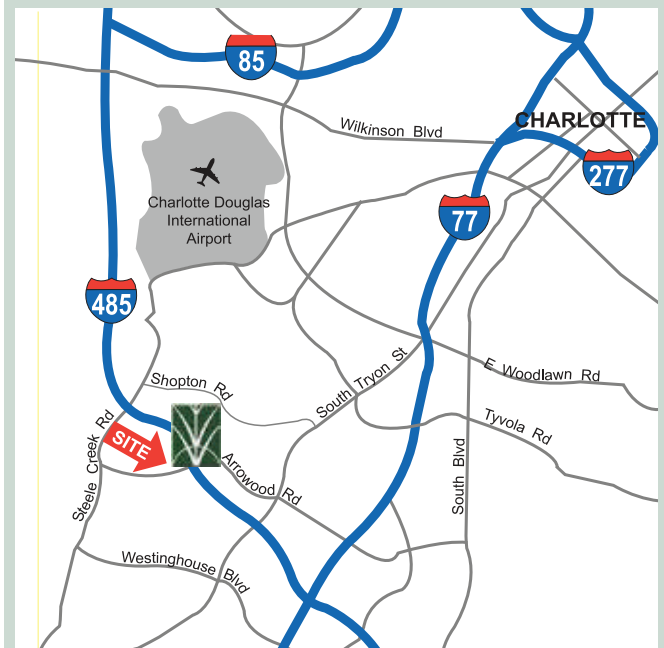 85
Wilkinson Blvd
CHARLOTTE
277
Charlotte Douglas
International
Airport
77
485
E Woodlawn Rd
Shopton Rd
South Tryon St
Tyvola Rd
Steele Creek Rd
SITE
Arrowood Rd
South Blvd
Westinghouse Blvd